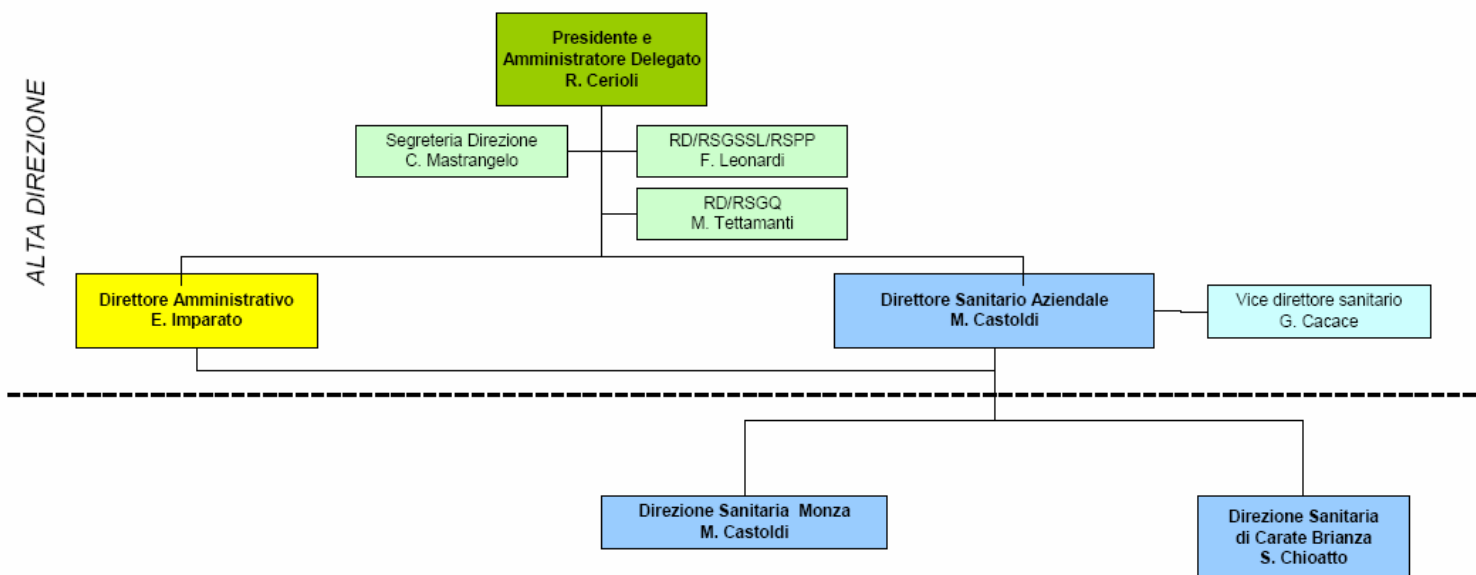 ALTA DIREZIONE
Presidente e
Amministratore Delegato
R. Cerioli
Segreteria Direzione
C. Mastrangelo
RD/RSGSSL/RSPP
F. Leonardi
RD/RSGQ
M. Tettamanti
Direttore Amministrativo
E. Imparato
Direttore Sanitario Aziendale
M. Castoldi
Vice direttore sanitario
G. Cacace
Direzione Sanitaria Monza
M. Castoldi
Direzione Sanitaria
di Carate Brianza
S. Chioatto